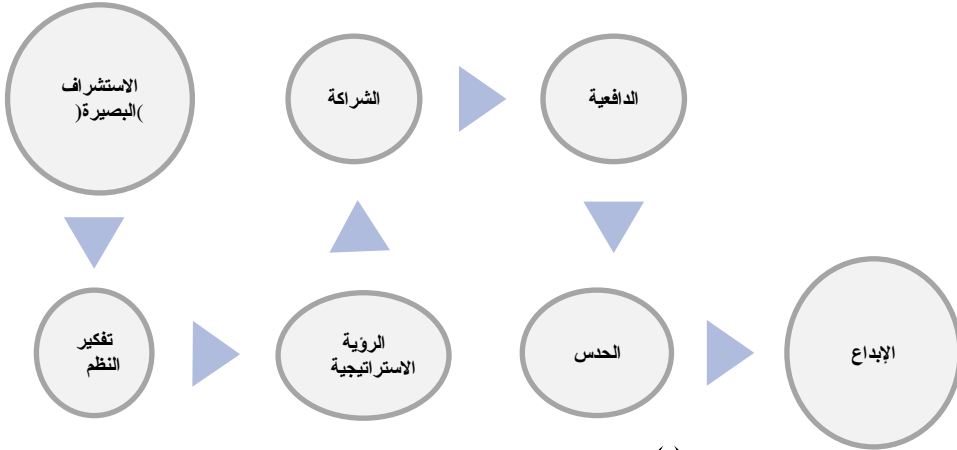 الاستشراف
)البصيرة(
تفكير
النظم
الرؤية
الاستراتيجية
الشراكة
الدافعية
الحدس
الإبداع